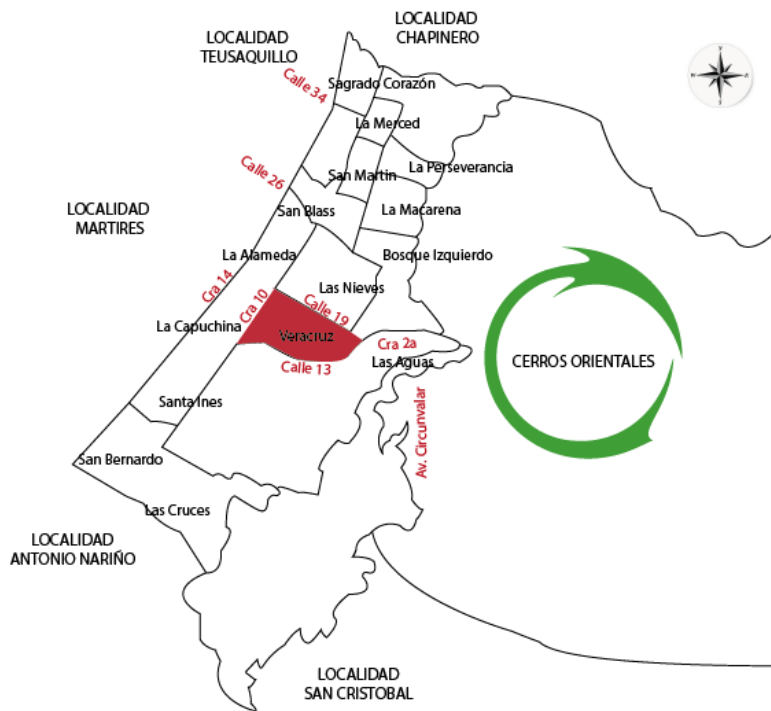 LOCALIDAD
CHAPINERO
LOCALIDAD
TEUSAQUILLO
Calle 34
Sagrado Corazón
La Merced
La Perseverancia
Calle 26
San Martin
LOCALIDAD
MARTIRES
San Blass
La Macarena
La Alameda
Bosque Izquierdo
Cra 14
Las Nieves
Cra 10
Calle 19
La Capuchina
Veracruz
Cra 2a
Calle 13
Las Aguas
CERROS ORIENTALES
Santa Ines
Av. Circunvalar
San Bernardo
Las Cruces
LOCALIDAD
ANTONIO NARIÑO
LOCALIDAD
SAN CRISTOBAL